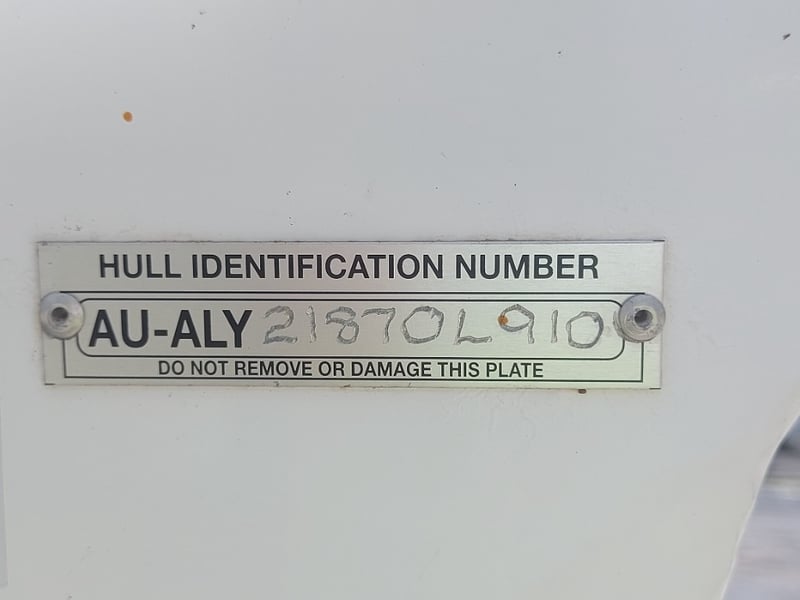 HULL IDENTIFICATION NUMBER
AU-ALY21870L910
DO NOT REMOVE OR DAMAGE THIS PLATE